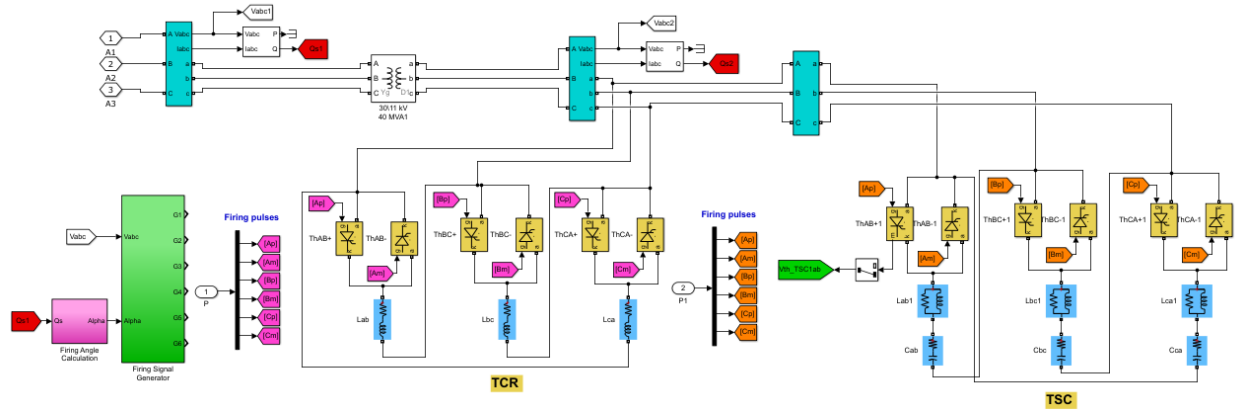 Vabc1
Vabc2
1
A1
2
A2
3
A3
A
Vabc
Iabc
B
a
b
C
c
Vabc
P
Iabc
Q
Qs1
A
a
B
b
C
c
Yg
D1
30\11 kV
40 MVA1
A
Vabc
Iabc
B
a
b
C
c
Vabc
P
Iabc
Q
Qs2
A
a
B
b
C
c
Vabc
Vabc
Alpha
G1
G2
G3
G4
G5
G6
Firing Signal
Generator
Qs1
Qs
Alpha
Firing Angle
Calculation
Firing pulses
1
P
[Ap]
[Am]
[Bp]
[Bm]
[Cp]
[Cm]
[Ap]
ThAB+
ThAB-
[Am]
Lab
[Bp]
ThBC+
ThBC-
[Bm]
Lbc
[Cp]
ThCA+
ThCA-
[Cm]
Lca
TCR
Firing pulses
2
P1
[Ap]
[Am]
[Bp]
[Bm]
[Cp]
[Cm]
[Ap]
ThAB+1
ThAB-1
[Am]
Vth_TSC1ab
Lab1
Cab
[Bp]
ThBC+1
ThBC-1
[Bm]
Lbc1
Cbc
[Cp]
ThCA+1
ThCA-1
[Cm]
Lca1
Cca
TSC